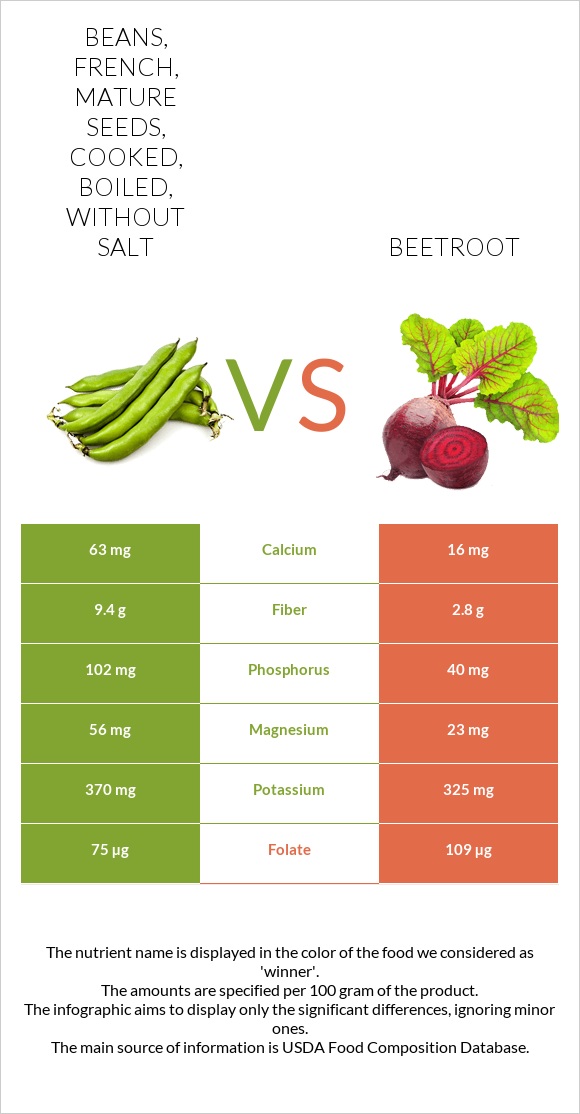 BEANS,
FRENCH,
MATURE
SEEDS,
COOKED,
BOILED,
WITHOUT
SALT
BEETROOT
VS
63 mg Calcium 16 mg
9.4 g Fiber 2.8 g
102 mg Phosphorus 40 mg
56 mg Magnesium 23 mg
370 mg Potassium 325 mg
75 µg Folate 109 µg
The nutrient name is displayed in the color of the food we considered as
'winner'.
The amounts are specified per 100 gram of the product.
The infographic aims to display only the significant differences, ignoring minor
ones.
The main source of information is USDA Food Composition Database.